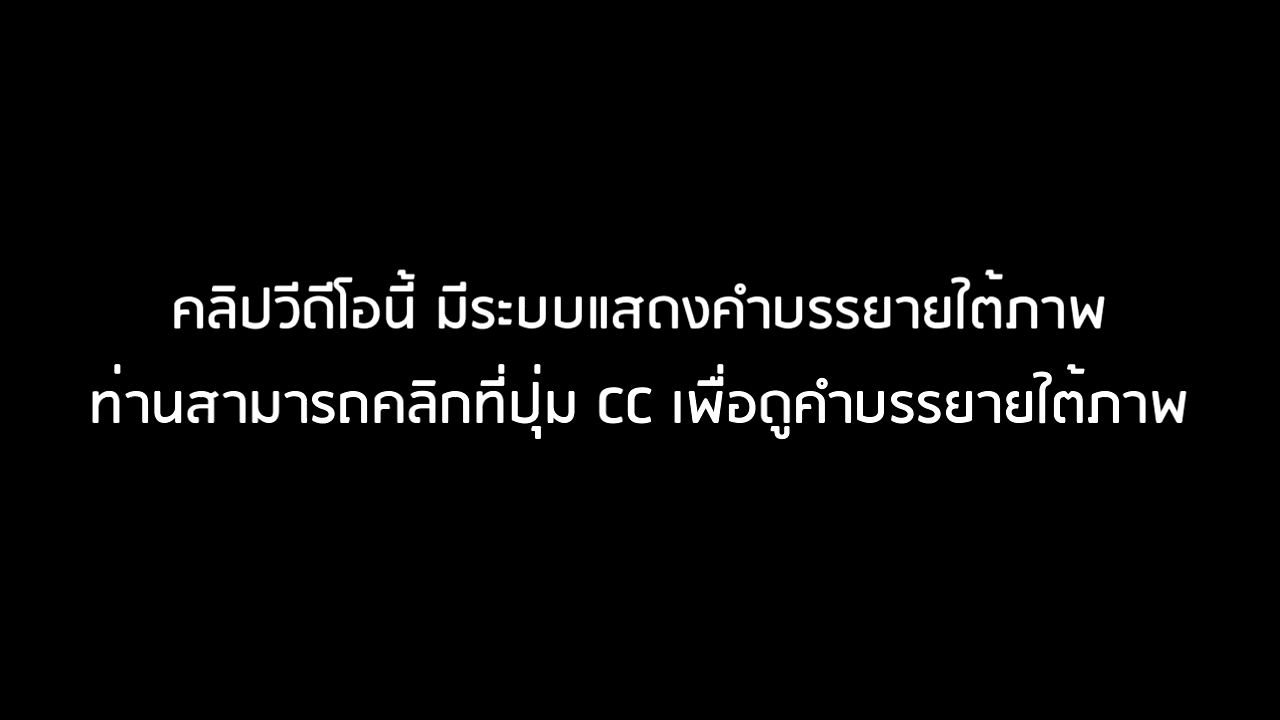 คลิปวีดีโอนี้ มีระบบแสดงคำบรรยายใต้ภาพ
ท่านสามารถคลิกที่ปุ่ม CC เพื่อดูคำบรรยายใต้ภาพ